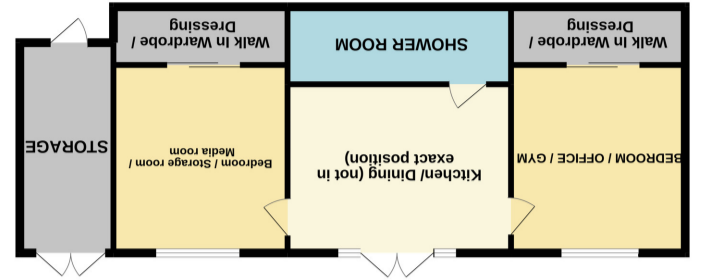 BEDROOM / OFFICE / GYM
Kitchen/ Dining (not in
exact position)
Bedroom / Storage room /
Media room
STORAGE
Walk In Wardrobe /
Dressing
SHOWER ROOM
Walk In Wardrobe /
Dressing